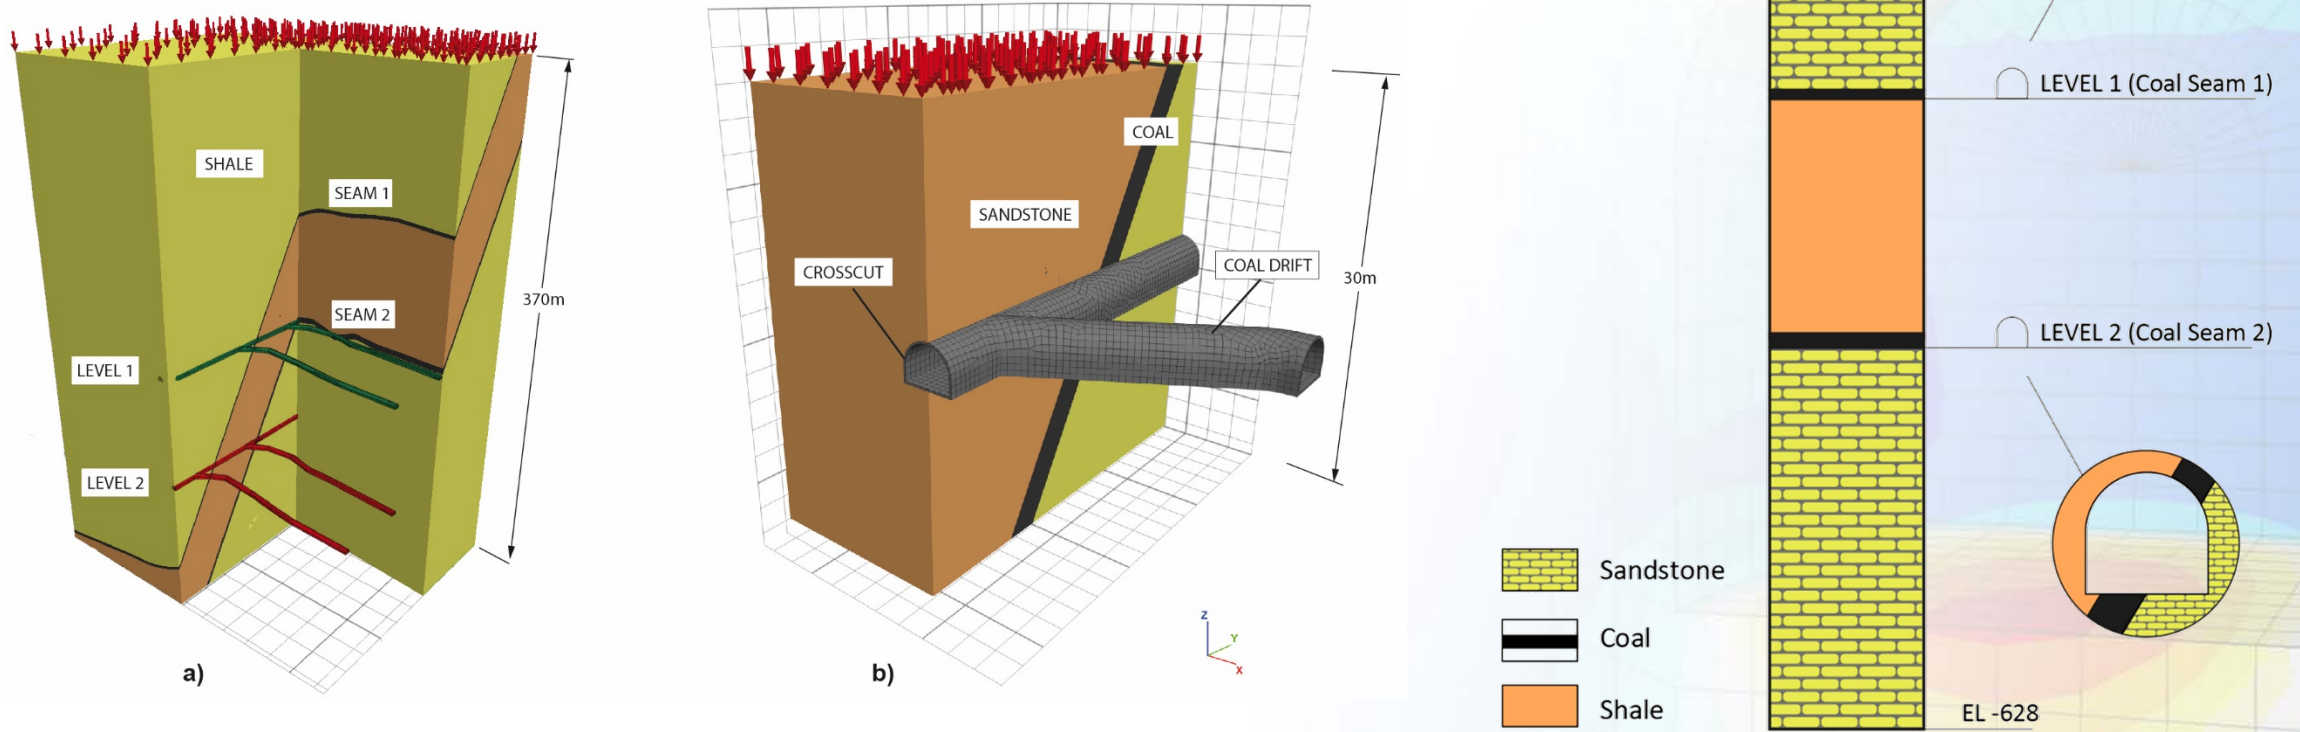 SHALE
SEAM 1
SEAM 2
LEVEL 1
LEVEL 2
370m
a)
COAL
SANDSTONE
CROSSCUT
COAL DRIFT
30m
Z
Y
X
b)
LEVEL 1 (Coal Seam 1)
LEVEL 2 (Coal Seam 2)
Sandstone
Coal
Shale
EL -628